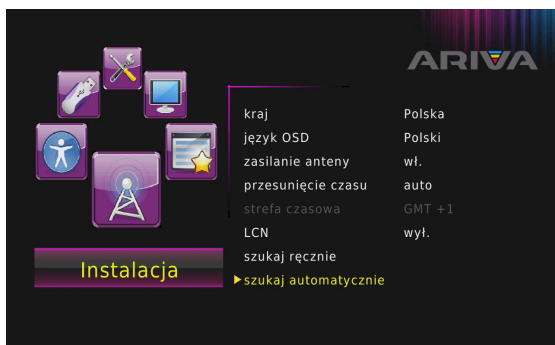 ARIVA
kraj Polska
język OSD Polski
zasilanie anteny wł.
przesunięcie czasu auto
strefa czasowa GMT +1
LCN wył.
szukaj ręcznie
szukaj automatycznie
Instalacja